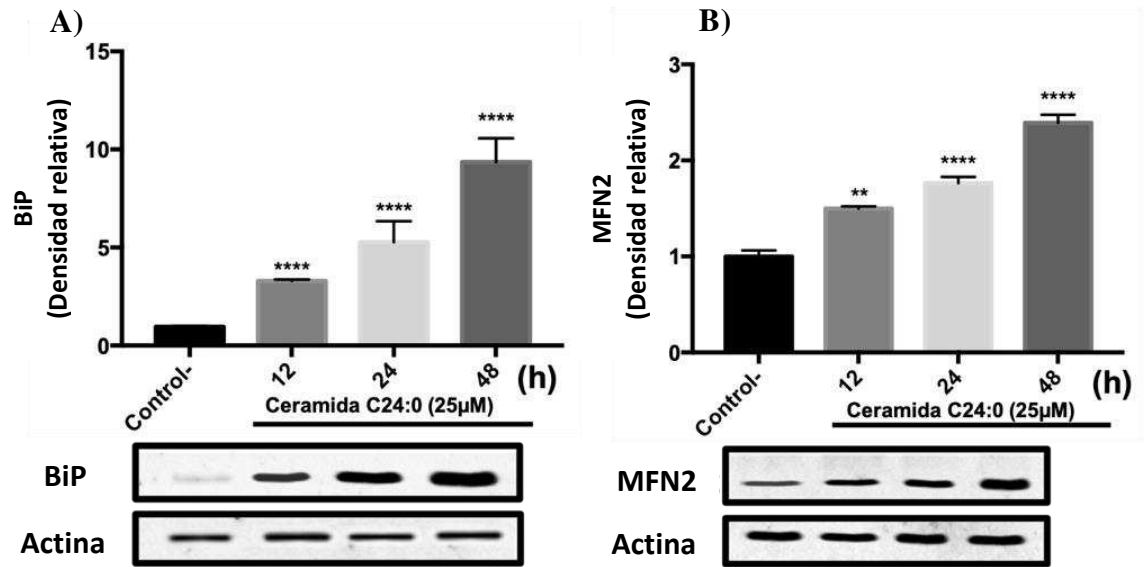 A)
BiP
(Densidad relativa)
15
10
5
0
****
****
****
Control-
12
24
48
(h)
Ceramida C24:0 (25µM)
BiP
Actina
B)
MFN2
(Densidad relativa)
3
2
1
0
**
****
****
Control-
12
24
48
(h)
Ceramida C24:0 (25µM)
MFN2
Actina